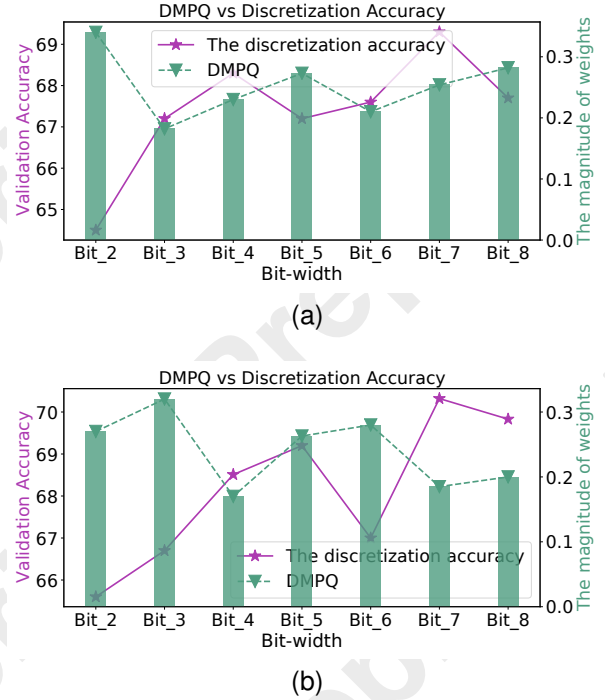 DMPQ vs Discretization Accuracy
The discretization accuracy
DMPQ
Validation Accuracy
69
68
67
66
65
The magnitude of weights
0.3
0.2
0.1
0.0
Bit_2 Bit_3 Bit_4 Bit_5 Bit_6 Bit_7 Bit_8
Bit-width
(a)
DMPQ vs Discretization Accuracy
Validation Accuracy
70
69
68
67
66
The discretization accuracy
DMPQ
The magnitude of weights
0.3
0.2
0.1
0.0
Bit_2 Bit_3 Bit_4 Bit_5 Bit_6 Bit_7 Bit_8
Bit-width
(b)